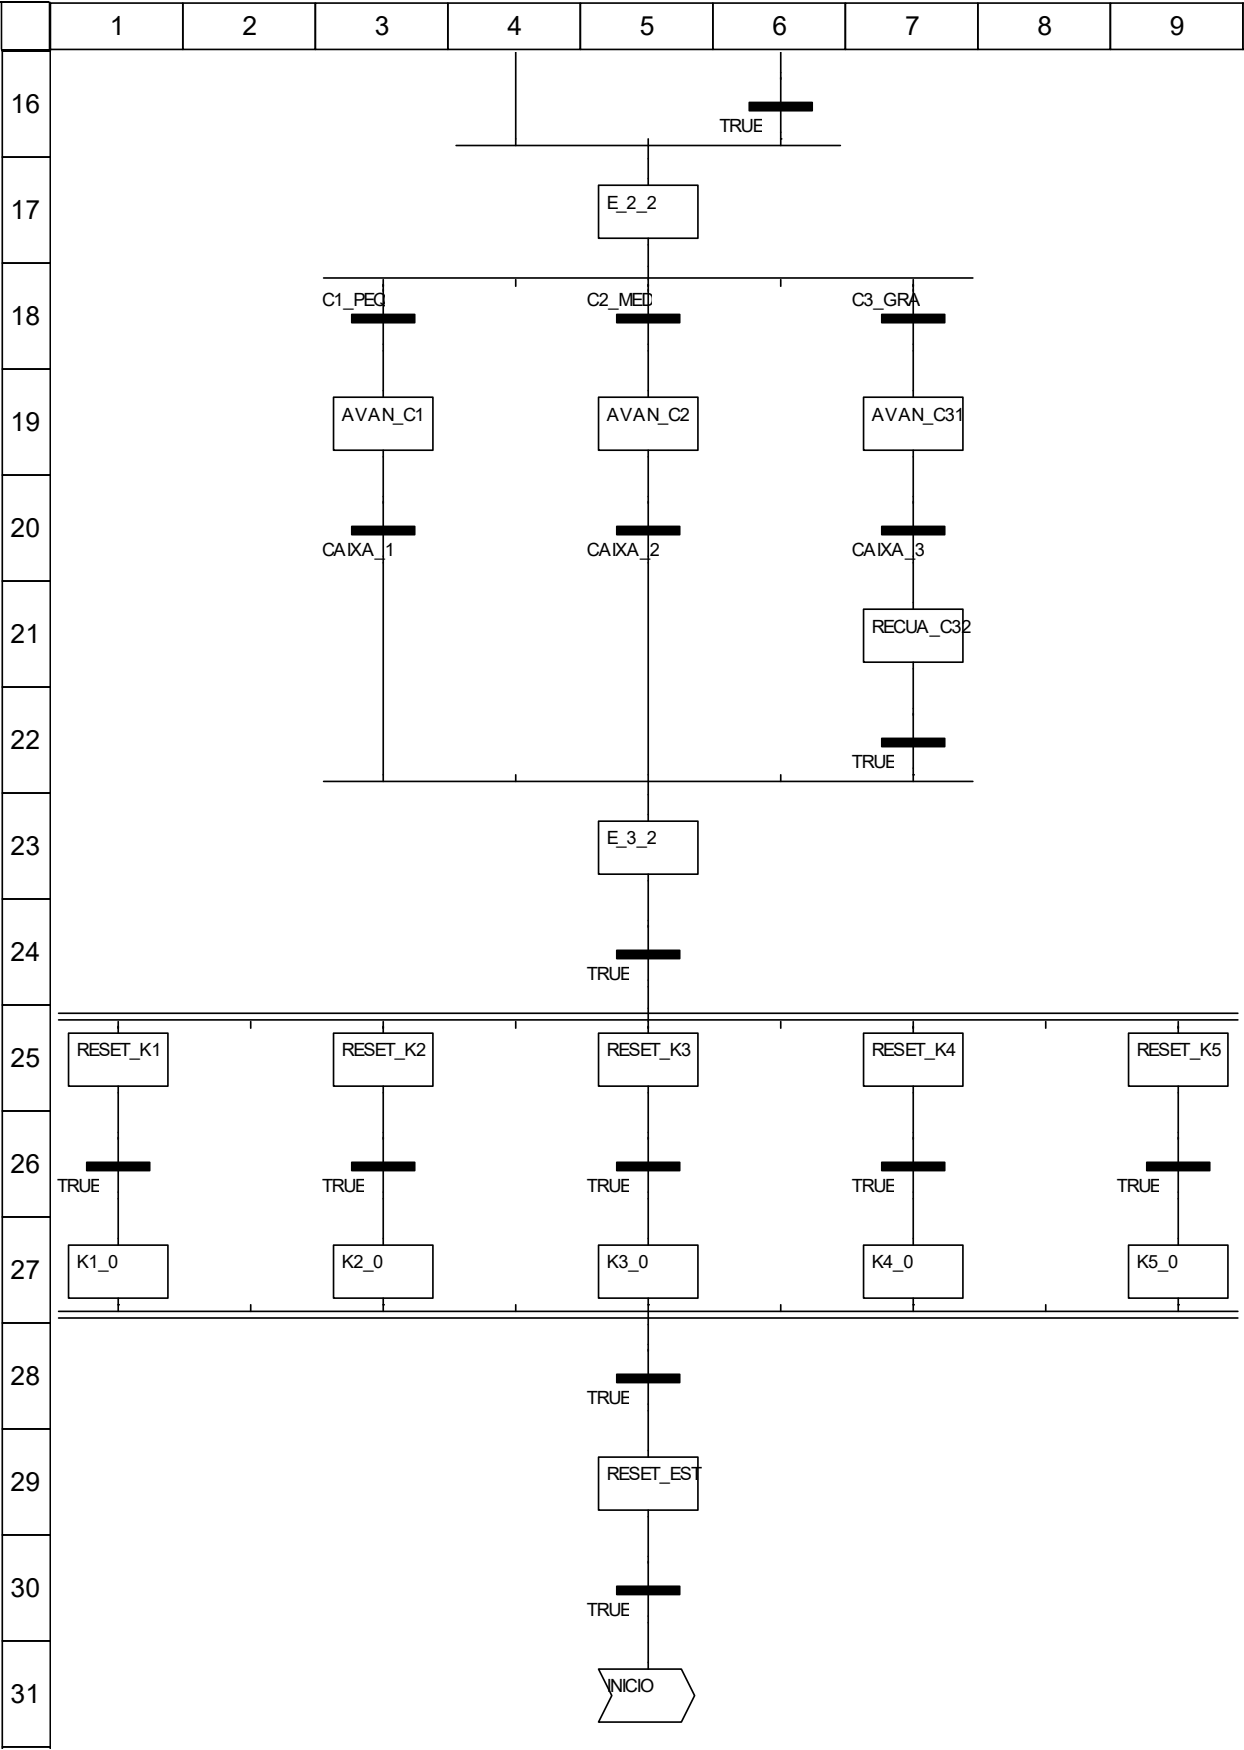 1 2 3 4 5 6 7 8 9
16
TRUE
17
E_2_2
18
C1_PEQ C2_MED C3_GRA
19
AVAN_C1 AVAN_C2 AVAN_C31
20
CAIXA_1 CAIXA_2 CAIXA_3
21
RECUA_C32
22
TRUE
23
E_3_2
24
TRUE
25
RESET_K1 RESET_K2 RESET_K3 RESET_K4 RESET_K5
26
TRUE TRUE TRUE TRUE TRUE
27
K1_0 K2_0 K3_0 K4_0 K5_0
28
TRUE
29
RESET_EST
30
TRUE
31
INICIO